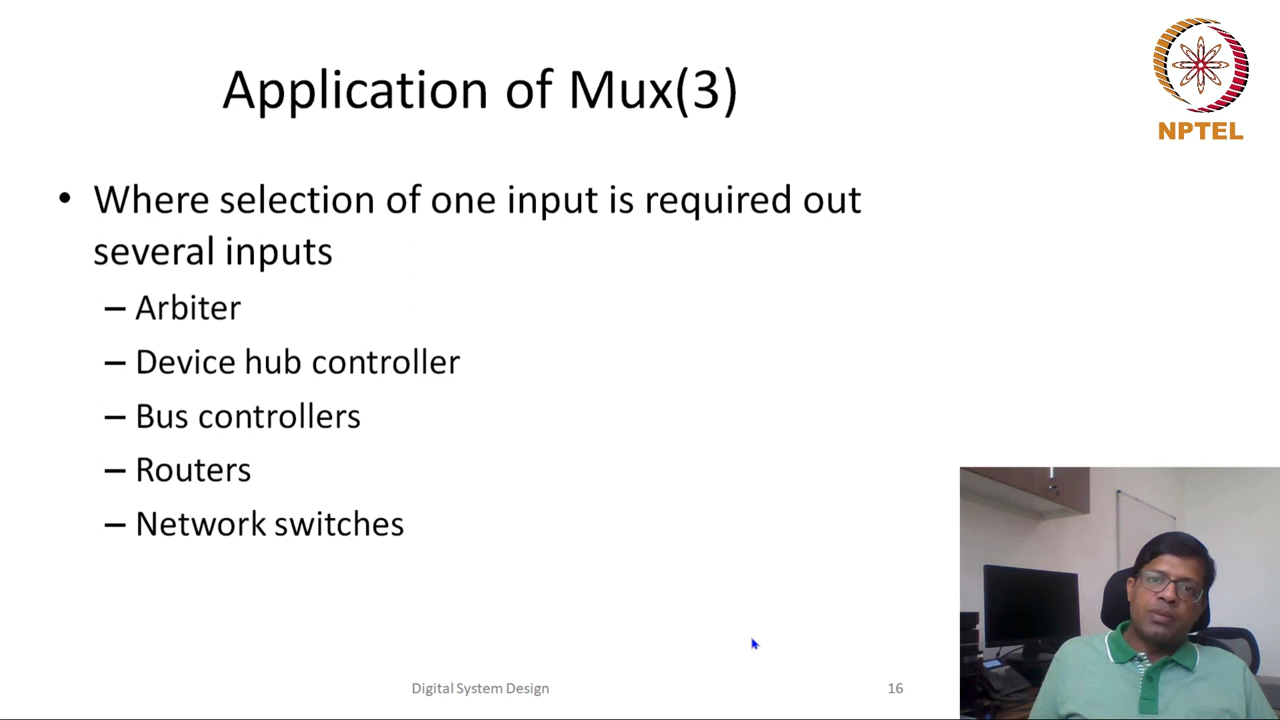 Application of Mux(3)
NPTEL
• Where selection of one input is required out
several inputs
– Arbiter
– Device hub controller
– Bus controllers
– Routers
– Network switches
Digital System Design
16